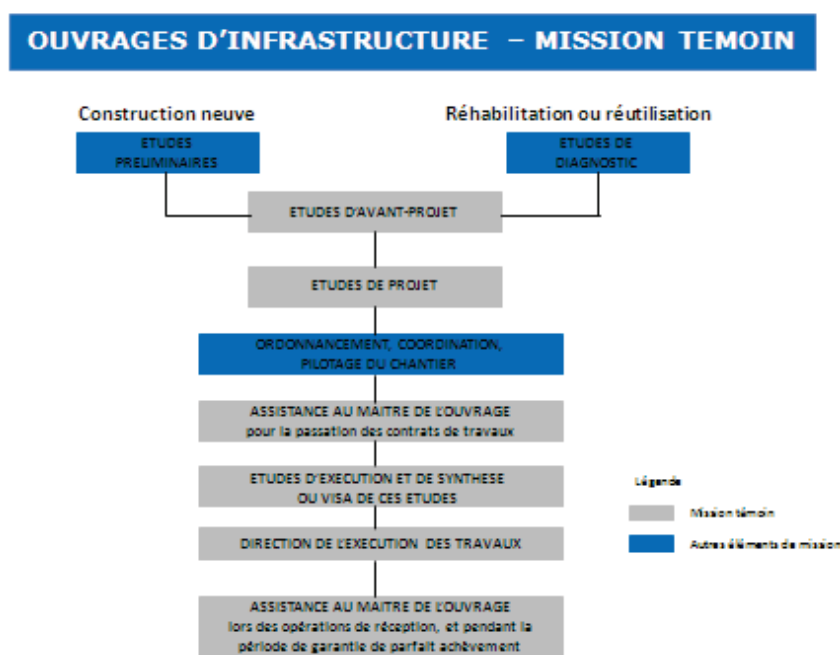 OUVRAGES D'INFRASTRUCTURE – MISSION TEMOIN
Construction neuve
Réhabilitation ou réutilisation
ETUDES
PRELIMINAIRES
ETUDES DE
DIAGNOSTIC
ETUDES D'AVANT-PROJET
ETUDES DE PROJET
ORDONNANCEMENT, COORDINATION,
PILOTAGE DU CHANTIER
ASSISTANCE AU MAITRE DE L'OUVRAGE
pour la passation des contrats de travaux
ETUDES D'EXECUTION ET DE SYNTHESE
OU VISA DE CES ETUDES
Légende
Mission témoin
DIRECTION DE L'EXECUTION DES TRAVAUX
Autres éléments de mission
ASSISTANCE AU MAITRE DE L'OUVRAGE
lors des opérations de réception, et pendant la
période de garantie de parfait achèvement